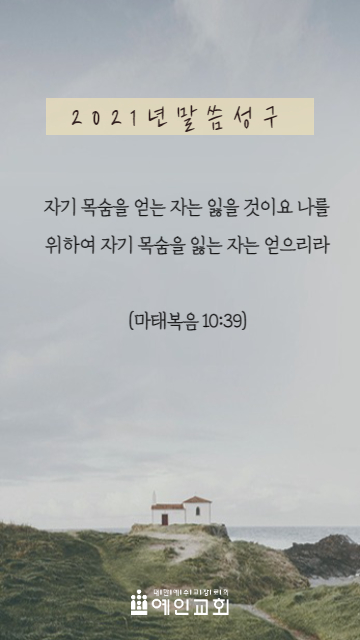 2021년말씀성구
자기 목숨을 얻는 자는 잃을 것이요 나를
위하여 자기 목숨을 잃는 자는 얻으리라
(마태복음 10:39)
예인교회